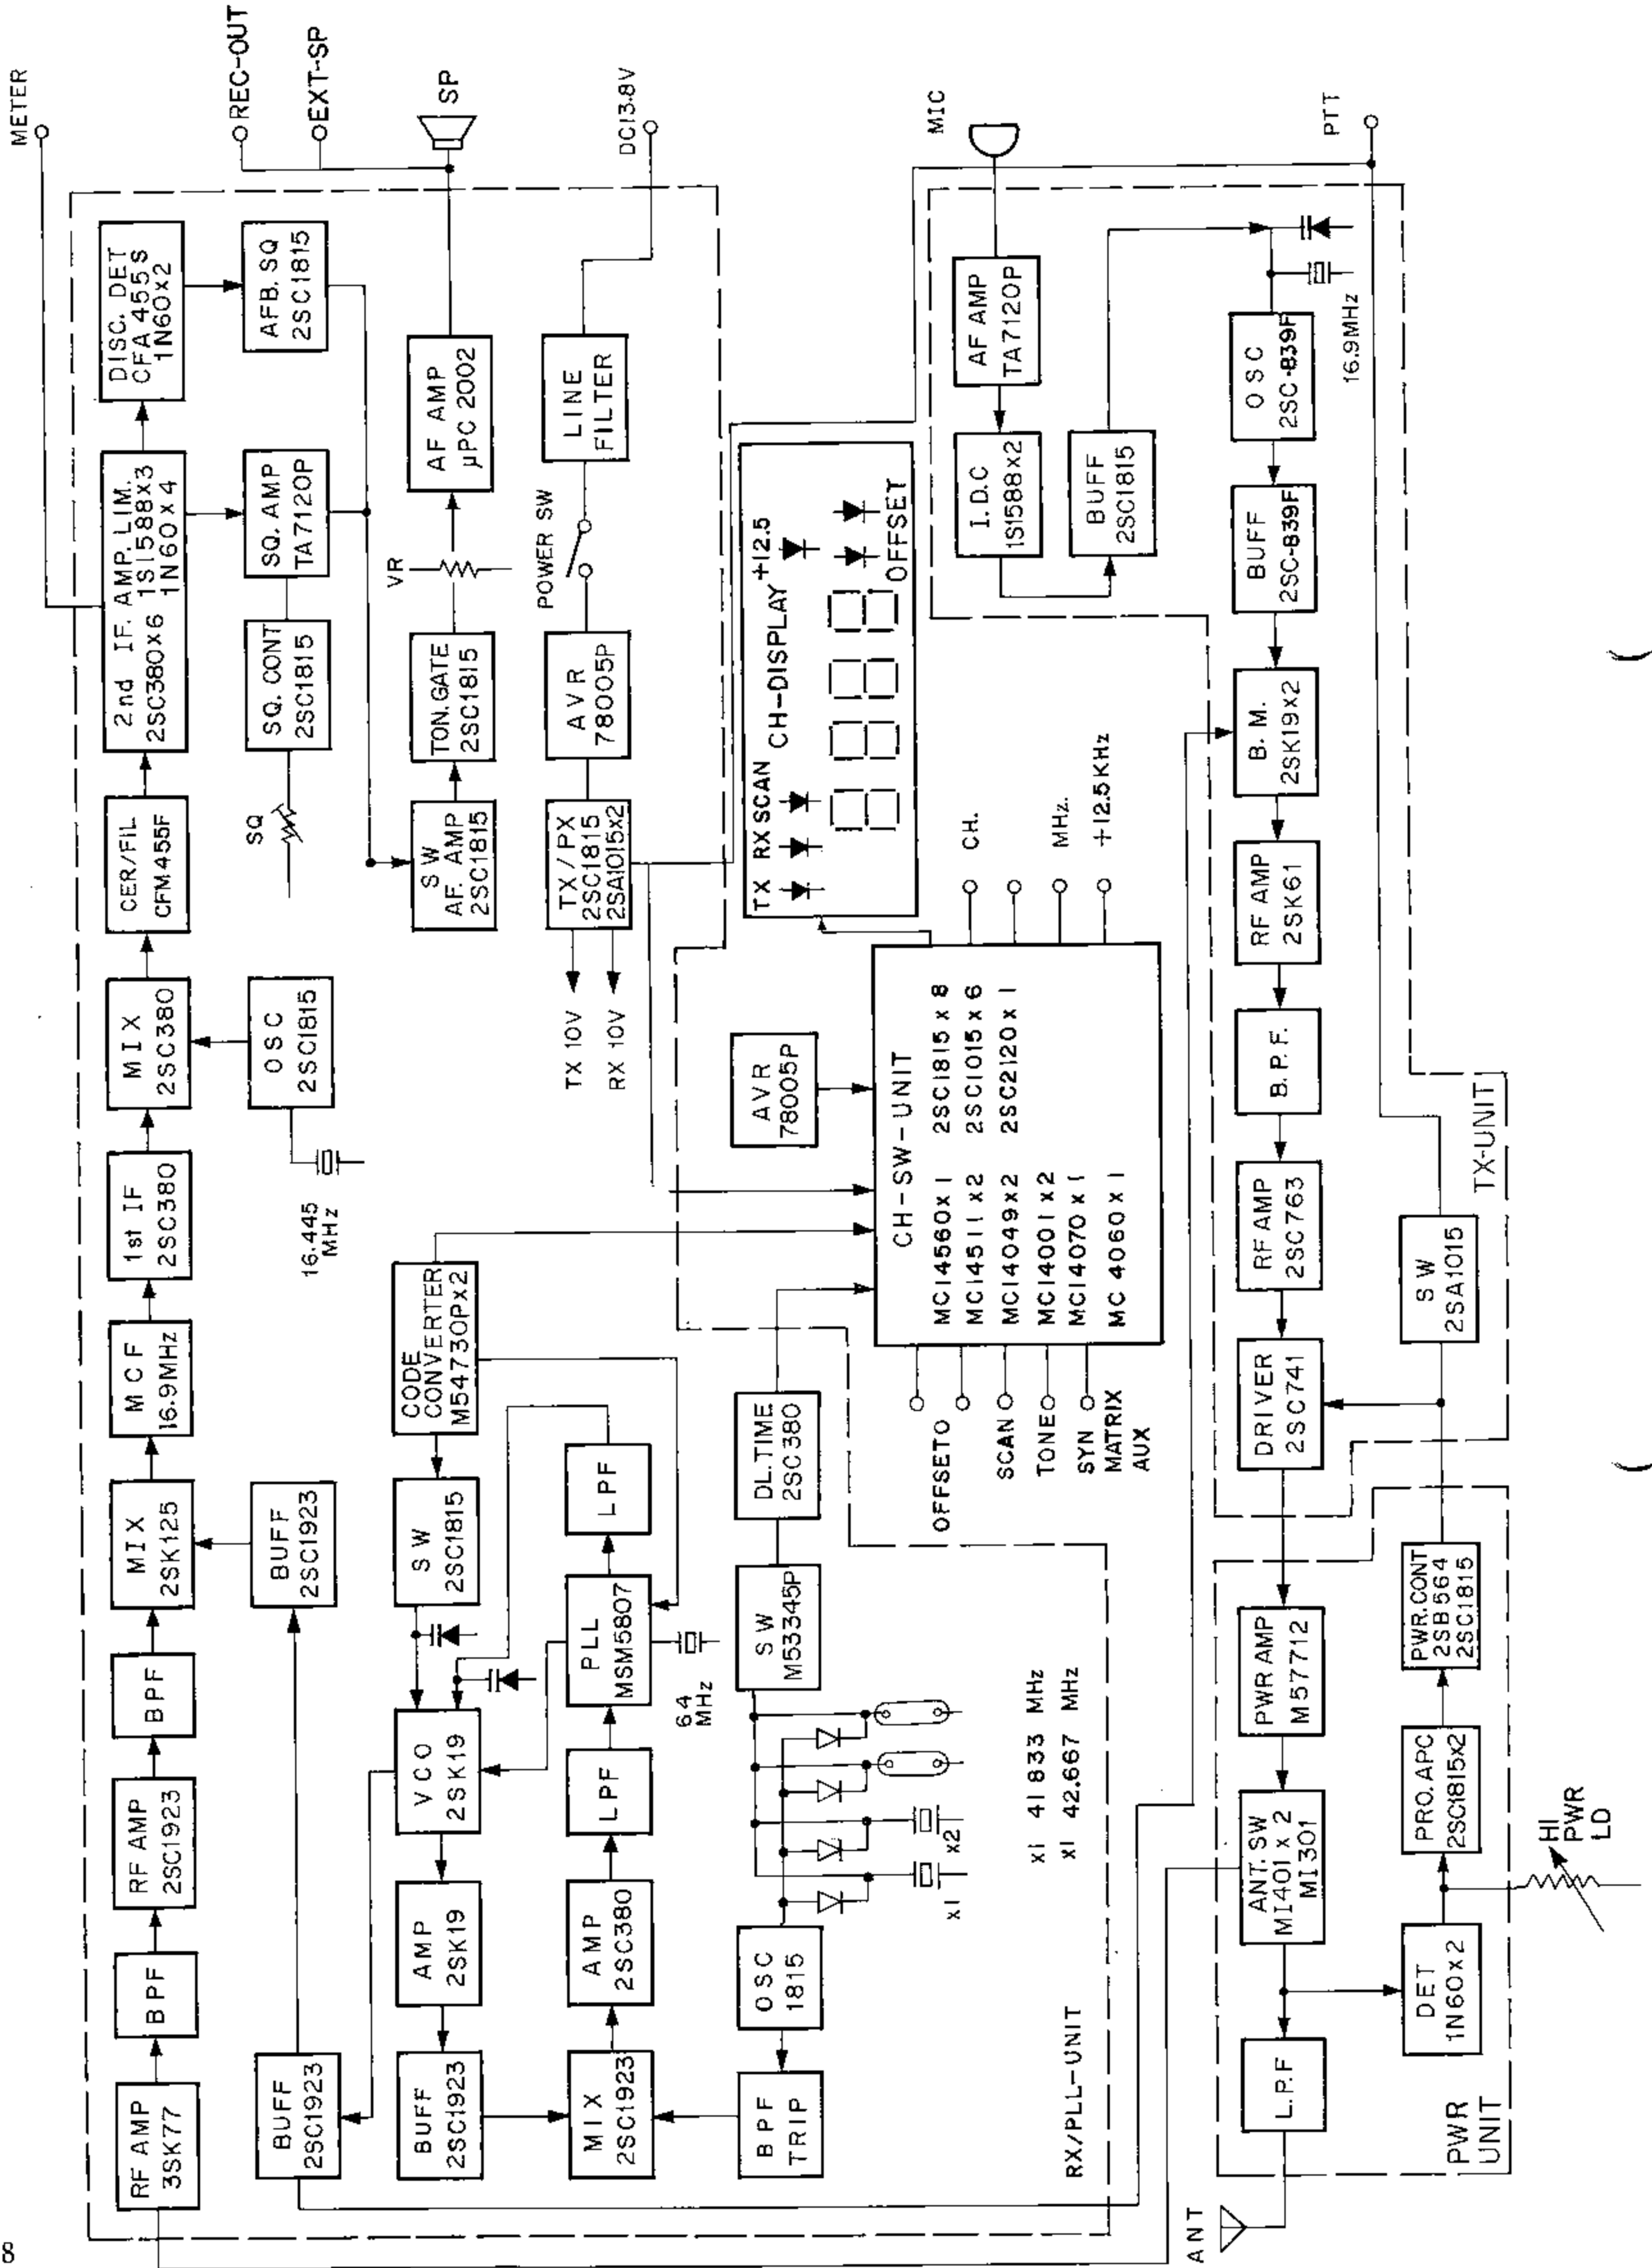 8
METER
REC-OUT
EXT-SP
SP
DC13.8V
MIC
PTT
RF AMP
3SK77
BPF
RF AMP
2SC1923
BPF
MIX
2SK125
MCF
16.9MHz
1st IF
2SC380
MIX
2SC380
CER/FIL
CFM455F
2nd IF. AMP. LIM.
2SC380x6 1S1588x3
1N60x4
DISC. DET
CFA 455S
1N60x2
BUFF
2SC1923
BUFF
2SC1923
16.445
MHz
OSC
2SC1815
SQ
SQ. CONT
2SC1815
SQ. AMP
TA7120P
AFB. SQ
2SC1815
BUFF
2SC1923
AMP
2SK19
VCO
2SK19
SW
2SC1815
CODE
CONVERTER
M54730Px2
SW
AF. AMP
2SC1815
TON.GATE
2SC1815
VR
AF AMP
μPC 2002
MIX
2SC1923
AMP
2SC380
LPF
PLL
MSM5807
LPF
64
MHz
TX 10V
RX 10V
TX/PX
2SC1815
2SA1015x2
AVR
78005P
POWER SW
LINE
FILTER
BPF
TRIP
OSC
1815
x1
x2
SW
M53345P
DL.TIME
2SC380
AVR
78005P
TX RX SCAN CH-DISPLAY +12.5
OFFSET
x1 41 833 MHz
x1 42.667 MHz
RX/PLL-UNIT
OFFSETO
SCAN
TONE
SYN
MATRIX
AUX
CH-SW-UNIT
MC14560x1 2SC1815x8
MC14511x2 2SC1015x6
MC14049x2 2SC2120x1
MC14001x2
MC14070x1
MC4060x1
CH.
MHz.
+12.5KHz
AF AMP
TA7120P
I.D.C
1S1588x2
BUFF
2SC1815
16.9MHz
ANT
L.P.F
ANT. SW
MI401x2
MI301
PWR AMP
M57712
DRIVER
2SC741
RF AMP
2SC763
B.P.F.
RF AMP
2SK61
B.M.
2SK19x2
BUFF
2SC-839F
OSC
2SC-839F
DET
1N60x2
PRO. APC
2SC1815x2
PWR.CONT
2SB564
2SC1815
SW
2SA1015
TX-UNIT
PWR
UNIT
HI
PWR
LD